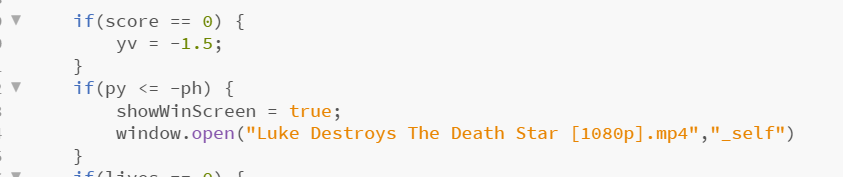 if(score == 0) {
yv = -1.5;
}
if(py <= -ph) {
showWinScreen = true;
window.open("Luke Destroys The Death Star [1080p].mp4","_self")
}
if(lives == 0) {